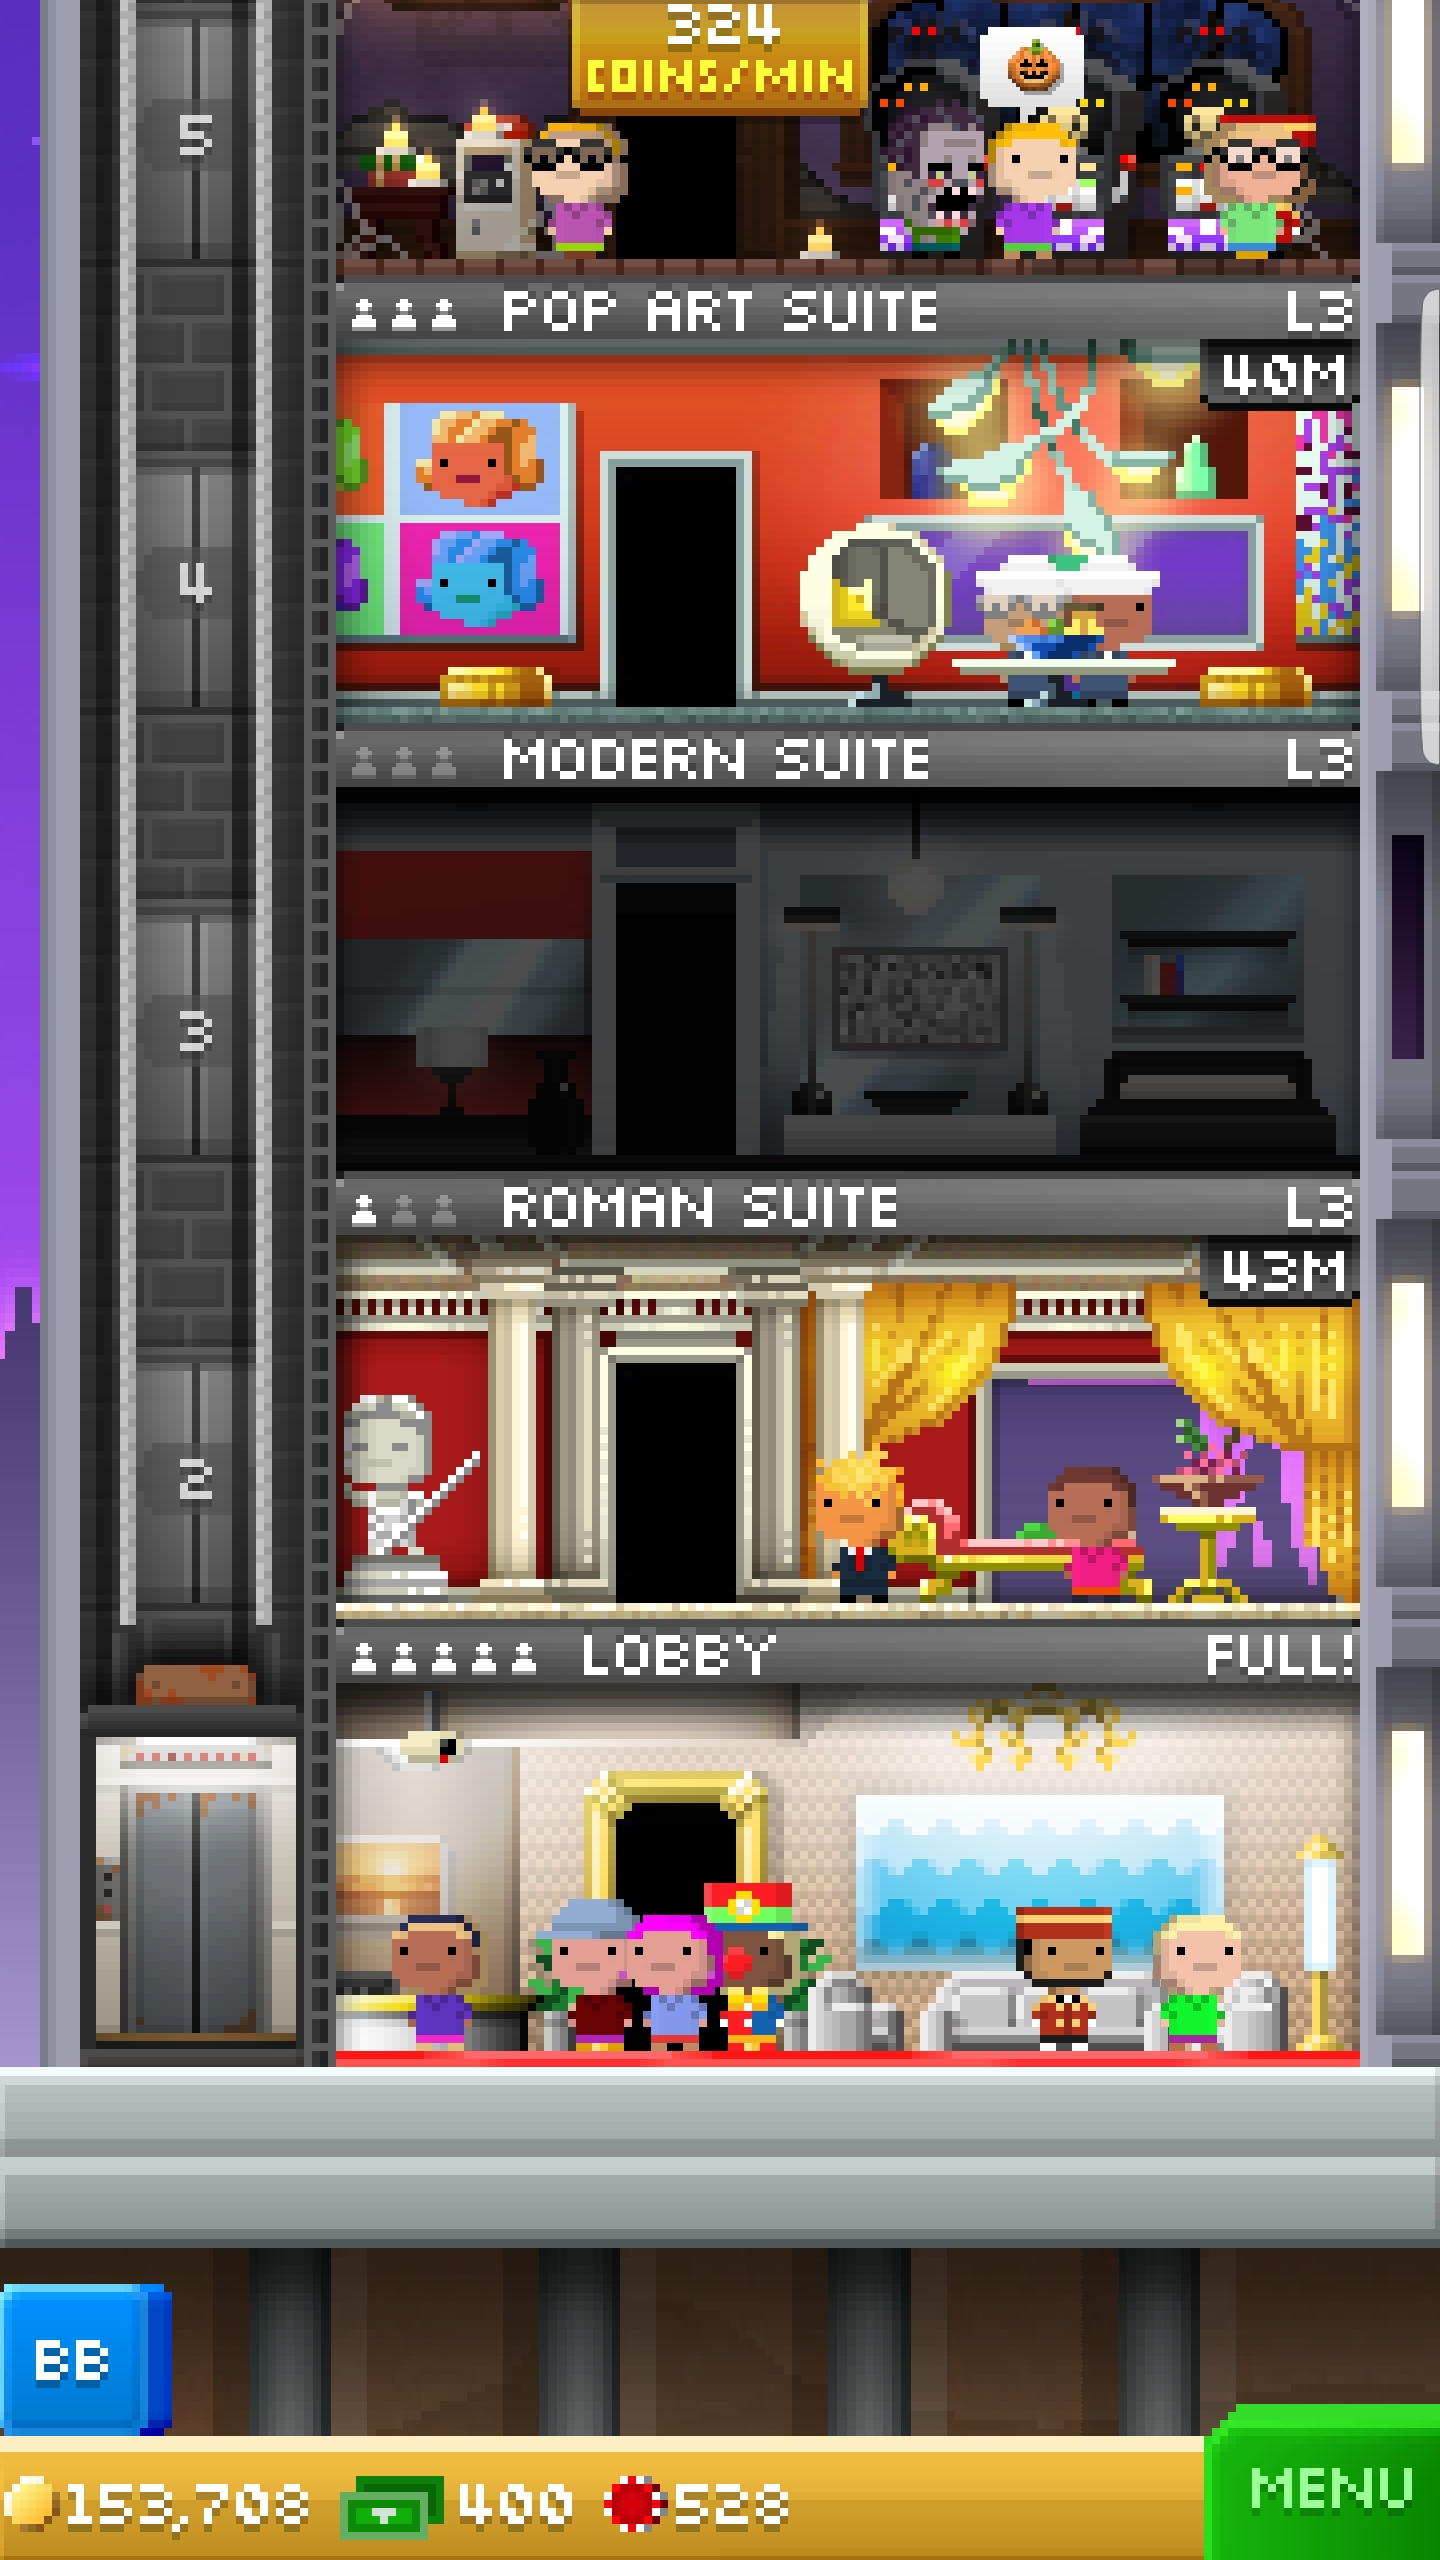 324
COINS/MIN
5
POP ART SUITE L3
40M
4
MODERN SUITE L3
3
ROMAN SUITE L3
43M
2
LOBBY FULL!
BB
153,708 400 528
MENU